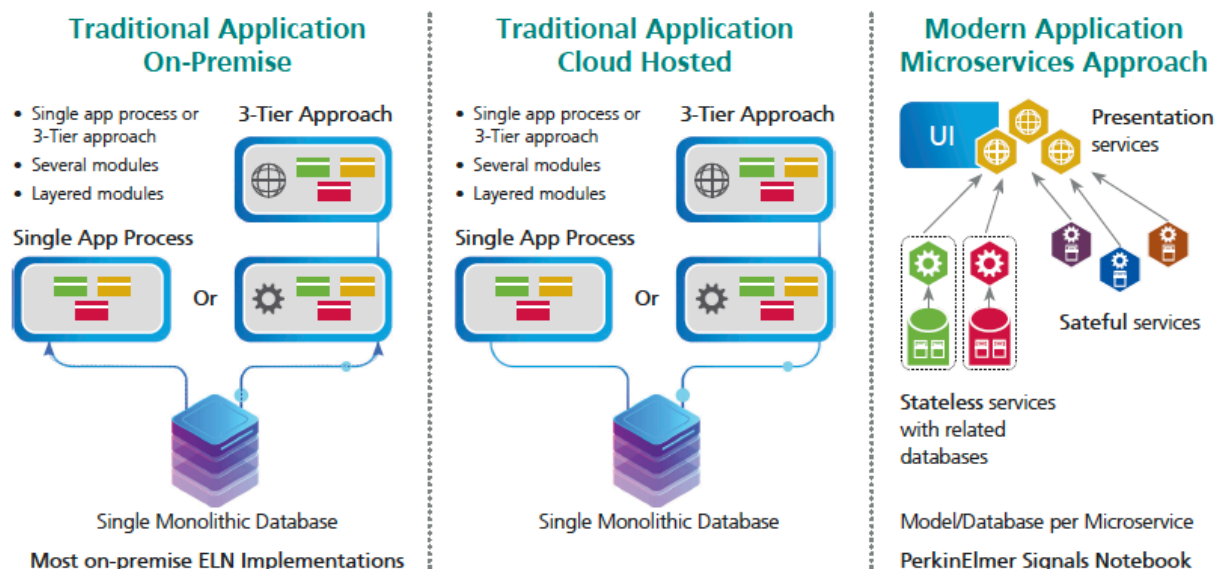 Traditional Application
On-Premise
• Single app process or
3-Tier approach
• Several modules
• Layered modules
3-Tier Approach
Single App Process
Or
Single Monolithic Database
Most on-premise ELN Implementations
Traditional Application
Cloud Hosted
• Single app process or
3-Tier approach
• Several modules
• Layered modules
3-Tier Approach
Single App Process
Or
Single Monolithic Database
Modern Application
Microservices Approach
UI
Presentation
services
Sateful services
Stateless services
with related
databases
Model/Database per Microservice
PerkinElmer Signals Notebook